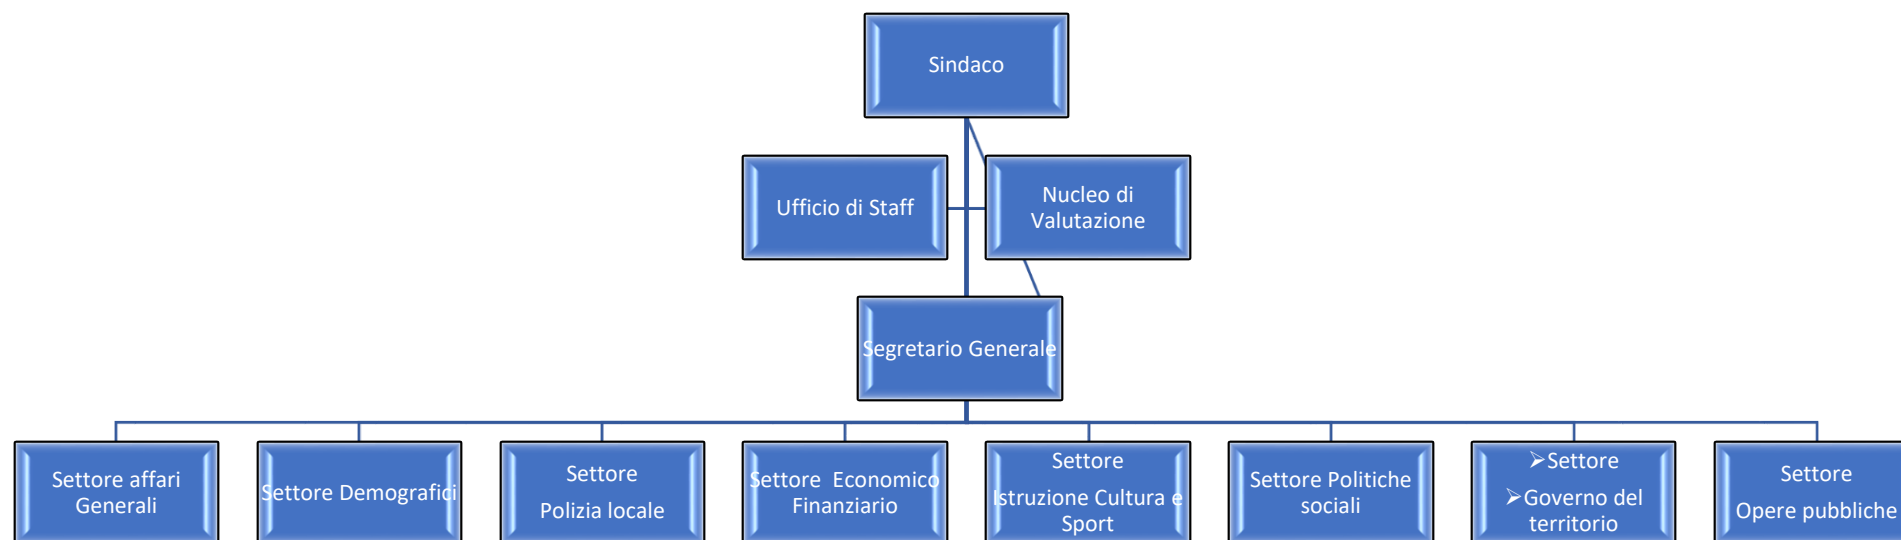 Sindaco
Ufficio di Staff
Nucleo di
Valutazione
Segretario Generale
Settore affari
Generali
Settore Demografici
Settore
Polizia locale
Settore  Economico
Finanziario
Settore
Istruzione Cultura e
Sport
Settore Politiche
sociali
➢Settore
➢Governo del
territorio
Settore
Opere pubbliche